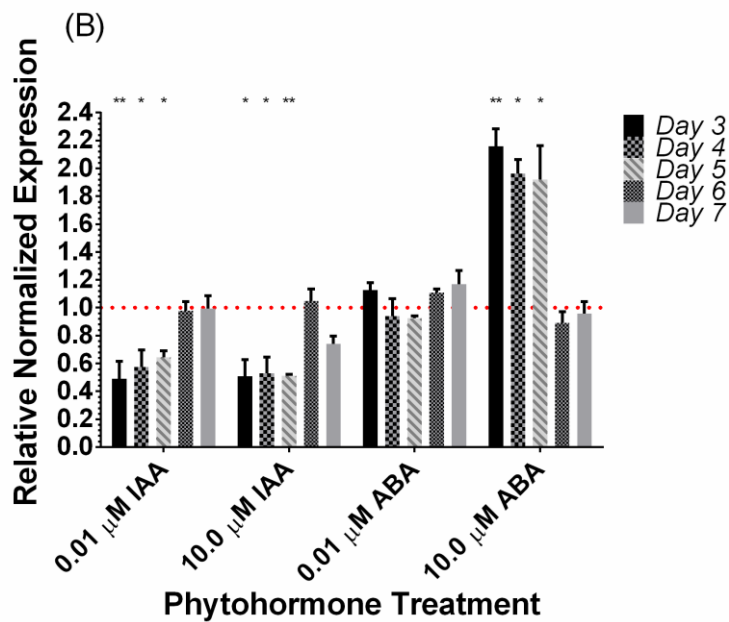 (B)
** * * * * ** ** * *
Relative Normalized Expression
2.4
2.2
2.0
1.8
1.6
1.4
1.2
1.0
0.8
0.6
0.4
0.2
0.0
Day 3
Day 4
Day 5
Day 6
Day 7
0.01 μM IAA
10.0 μM IAA
0.01 μM ABA
10.0 μM ABA
Phytohormone Treatment